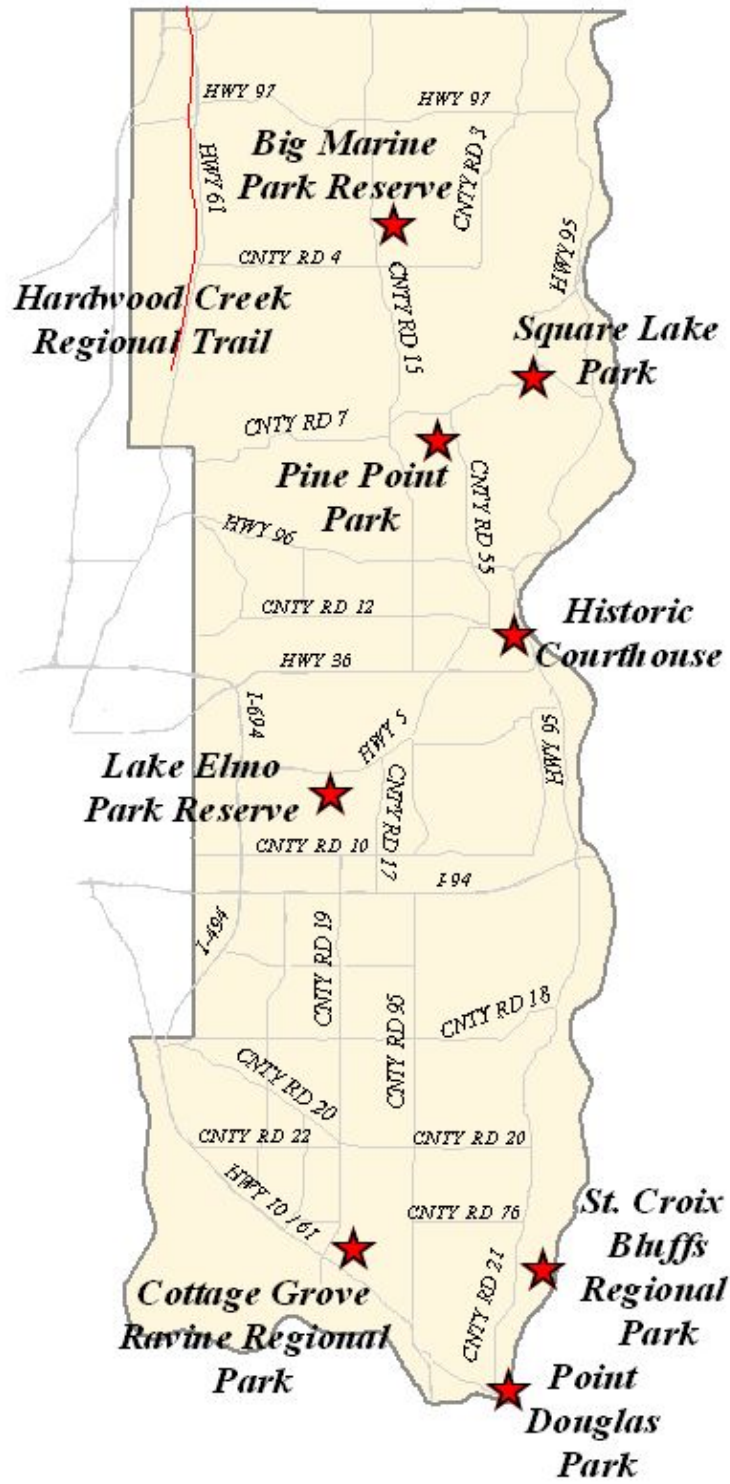 HWY 97
HWY 97
Big Marine
Park Reserve
CNTY RD 3
HWY 61
CNTY RD 4
HWY 95
Hardwood Creek
Regional Trail
CNTY RD 15
Square Lake
Park
CNTY RD 7
Pine Point
Park
CNTY RD 55
HWY 96
CNTY RD 12
Historic
Courthouse
HWY 36
I-694
HWY 5
HWY 95
Lake Elmo
Park Reserve
CNTY RD 17
CNTY RD 10
I-94
I-494
CNTY RD 19
CNTY RD 95
CNTY RD 18
CNTY RD 20
CNTY RD 22
CNTY RD 20
HWY 10/61
CNTY RD 76
St. Croix
Bluffs
Regional
Park
CNTY RD 21
Cottage Grove
Ravine Regional
Park
Point
Douglas
Park